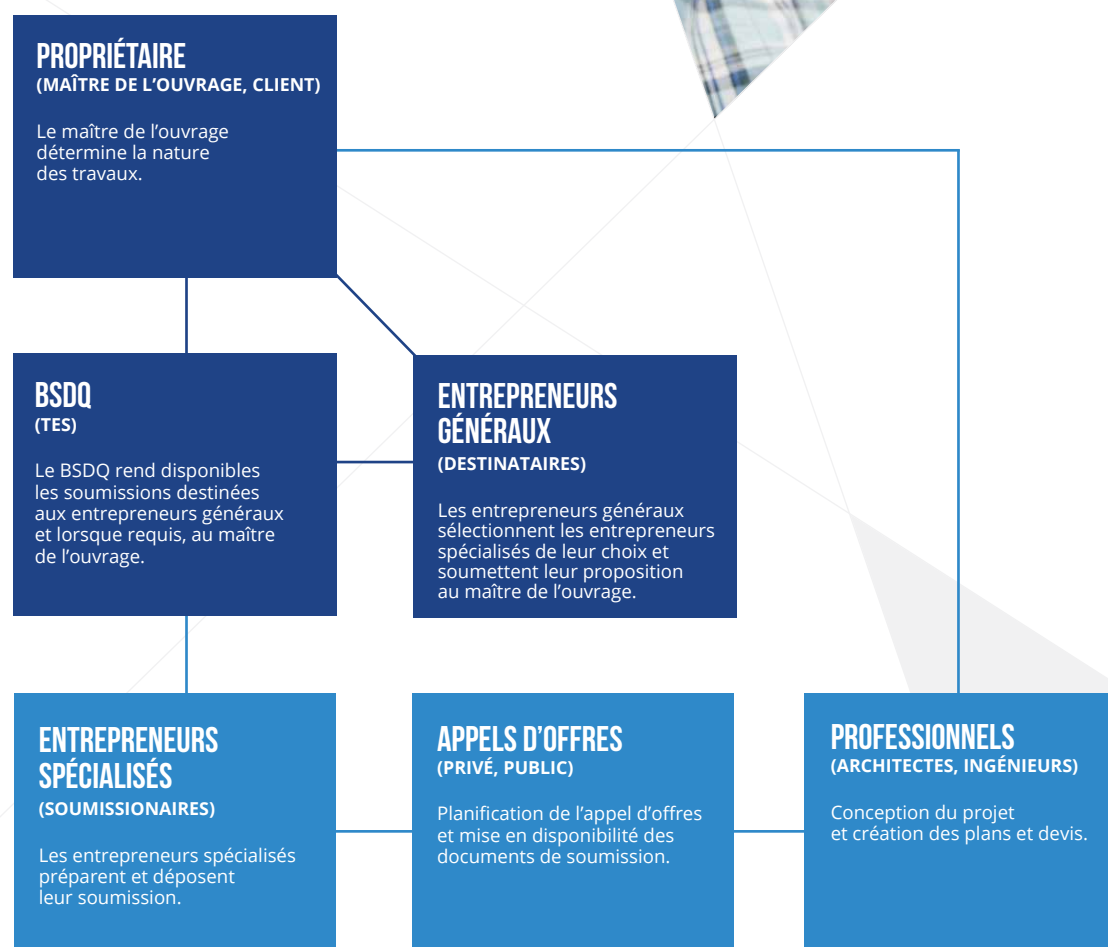 PROPRIÉTAIRE
(MAÎTRE DE L'OUVRAGE, CLIENT)
Le maître de l'ouvrage
détermine la nature
des travaux.
BSDQ
(TES)
Le BSDQ rend disponibles
les soumissions destinées
aux entrepreneurs généraux
et lorsque requis, au maître
de l'ouvrage.
ENTREPRENEURS
GÉNÉRAUX
(DESTINATAIRES)
Les entrepreneurs généraux
sélectionnent les entrepreneurs
spécialisés de leur choix et
soumettent leur proposition
au maître de l'ouvrage.
ENTREPRENEURS
SPÉCIALISÉS
(SOUMISSIONAIRES)
Les entrepreneurs spécialisés
préparent et déposent
leur soumission.
APPELS D'OFFRES
(PRIVÉ, PUBLIC)
Planification de l'appel d'offres
et mise en disponibilité des
documents de soumission.
PROFESSIONNELS
(ARCHITECTES, INGÉNIEURS)
Conception du projet
et création des plans et devis.